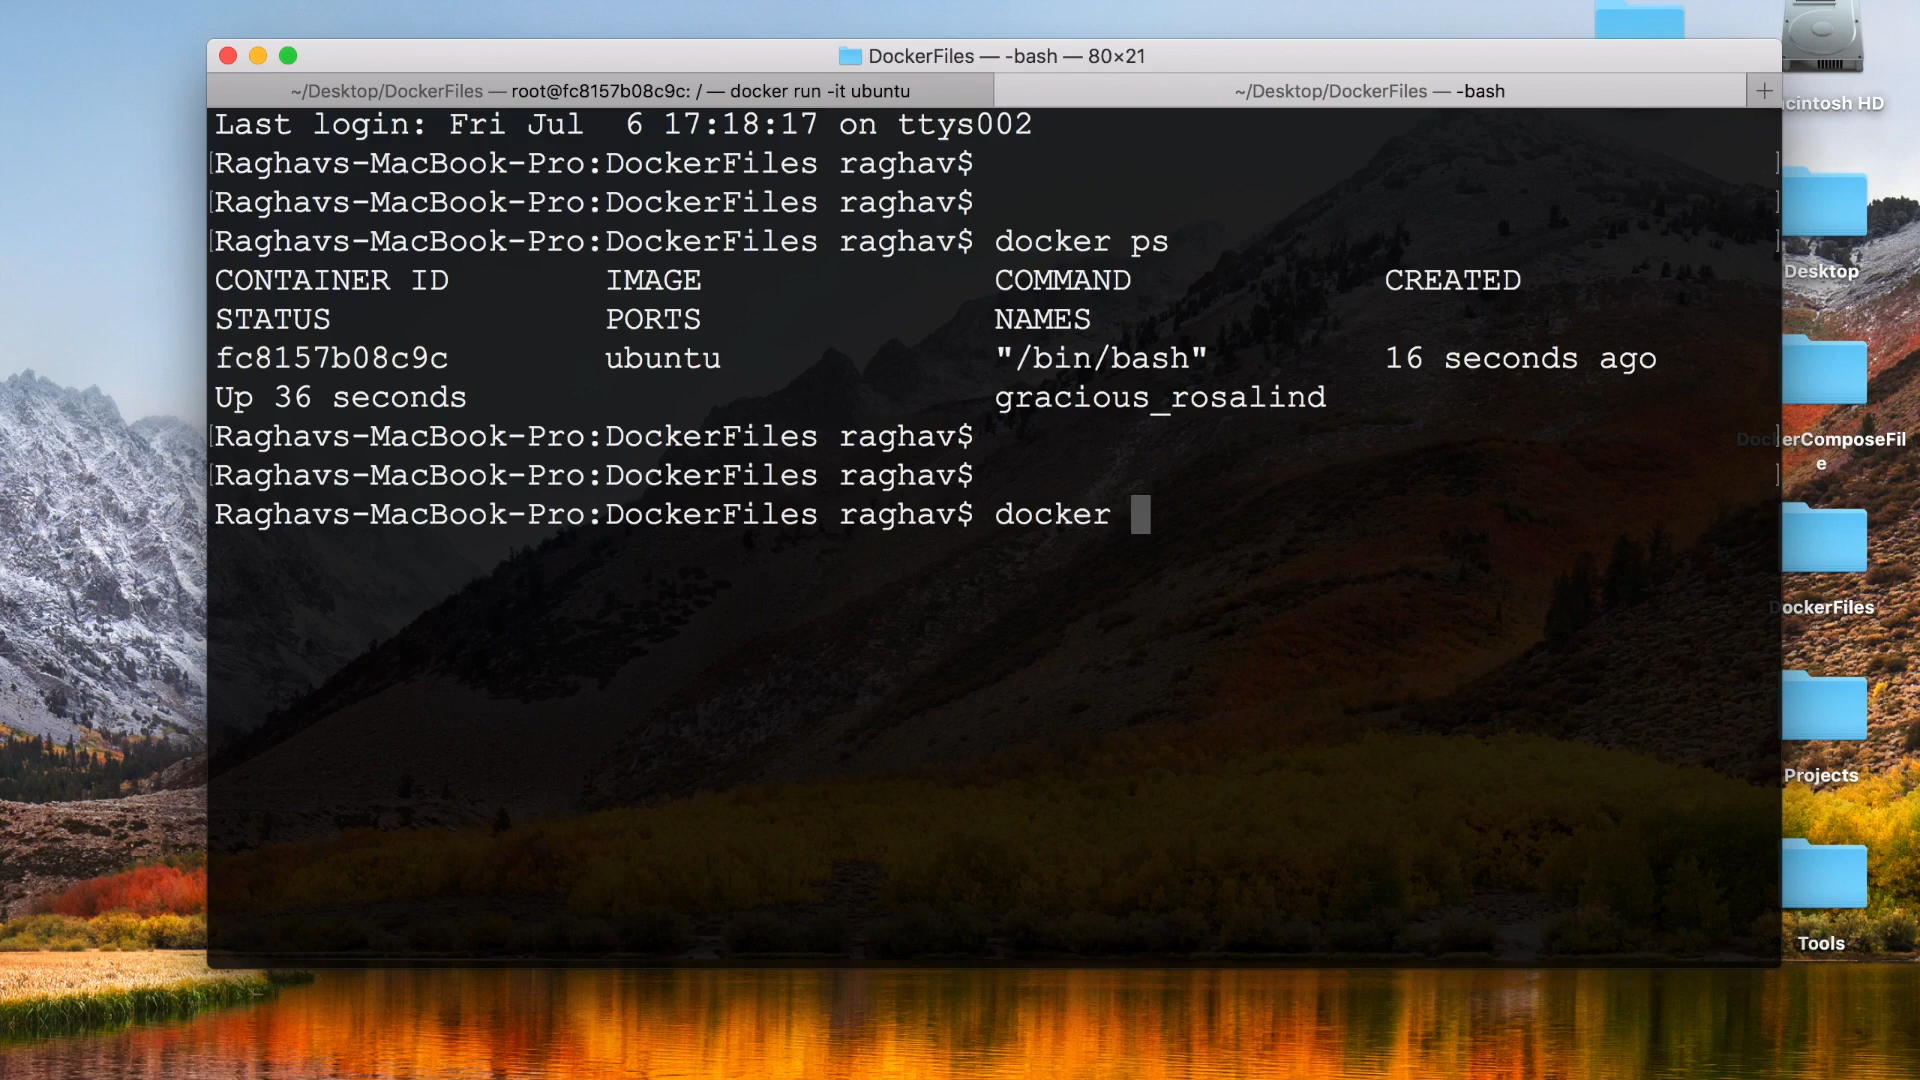 DockerFiles — -bash — 80×21
~/Desktop/DockerFiles — root@fc8157b08c9c: / — docker run -it ubuntu
~/Desktop/DockerFiles — -bash
Last login: Fri Jul  6 17:18:17 on ttys002
[Raghavs-MacBook-Pro:DockerFiles raghav$ ]
[Raghavs-MacBook-Pro:DockerFiles raghav$ ]
[Raghavs-MacBook-Pro:DockerFiles raghav$ docker ps ]
CONTAINER ID        IMAGE               COMMAND             CREATED
STATUS              PORTS               NAMES
fc8157b08c9c        ubuntu              "/bin/bash"         16 seconds ago
Up 36 seconds                           gracious_rosalind
[Raghavs-MacBook-Pro:DockerFiles raghav$ ]
[Raghavs-MacBook-Pro:DockerFiles raghav$ ]
Raghavs-MacBook-Pro:DockerFiles raghav$ docker
cintosh HD
Desktop
DockerComposeFil
e
DockerFiles
Projects
Tools